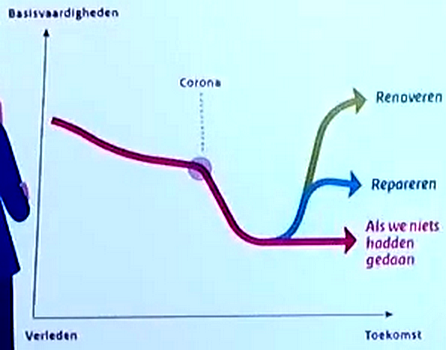 Basisvaardigheden
Corona
Renoveren
Repareren
Als we niets
hadden
gedaan
Verleden
Toekomst